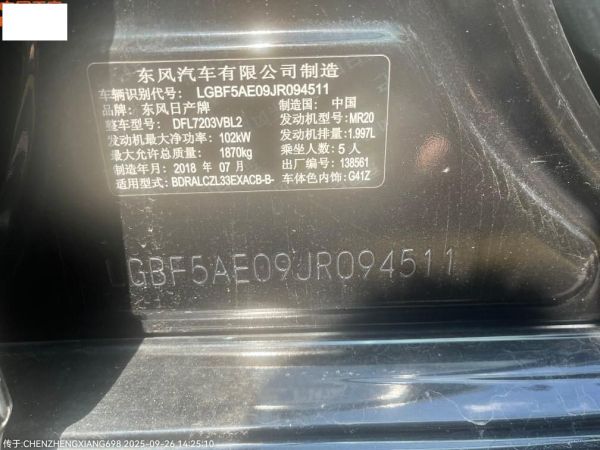 东风汽车有限公司制造
车辆识别代号: LGBF5AE09JR094511
品牌: 东风日产牌 制造国: 中国
整车型号: DFL7203VBL2 发动机型号: MR20
发动机最大净功率: 102kW 发动机排量: 1.997L
最大允许总质量: 1870kg 乘坐人数: 5 人
制造年月: 2018 年 07 月 出厂编号: 138561
适用型式: BDRALCZL33EXACB-B- 车体色内饰: G41Z
LGBF5AE09JR094511
传于:CHENZHENGXIANG698 2025-09-26 14:25:10